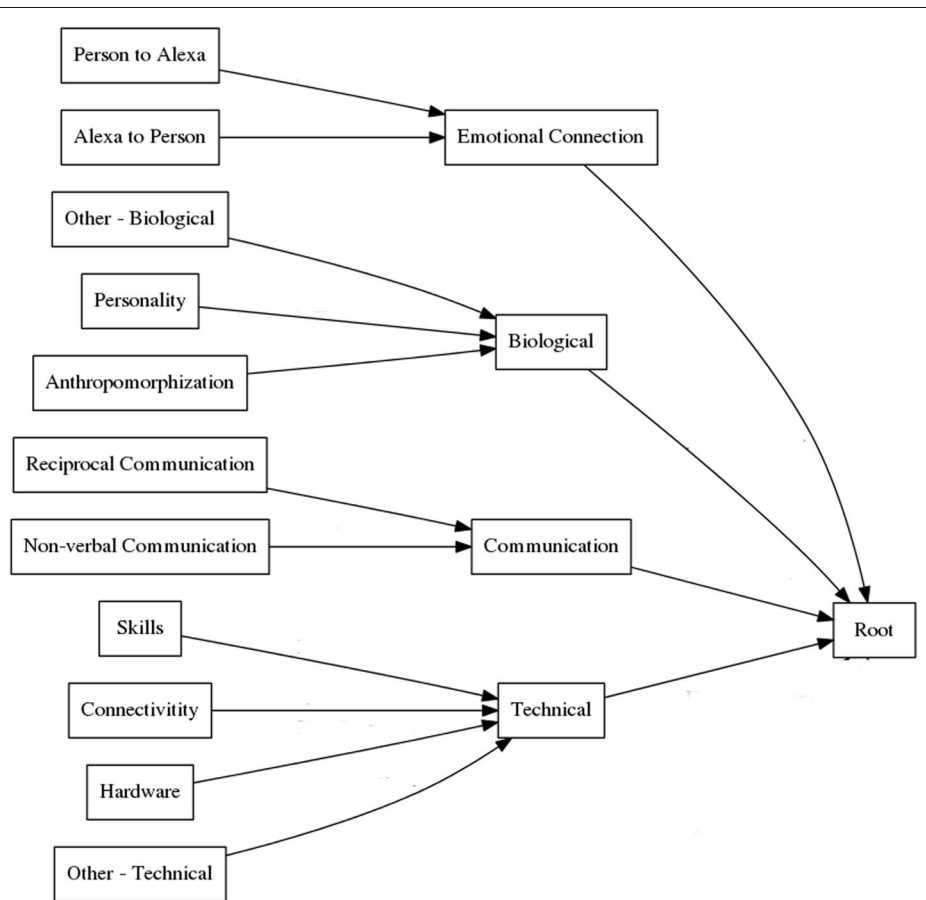 Person to Alexa
Alexa to Person
Emotional Connection
Other - Biological
Personality
Biological
Anthropomorphization
Reciprocal Communication
Non-verbal Communication
Communication
Skills
Root
Connectivitity
Technical
Hardware
Other - Technical